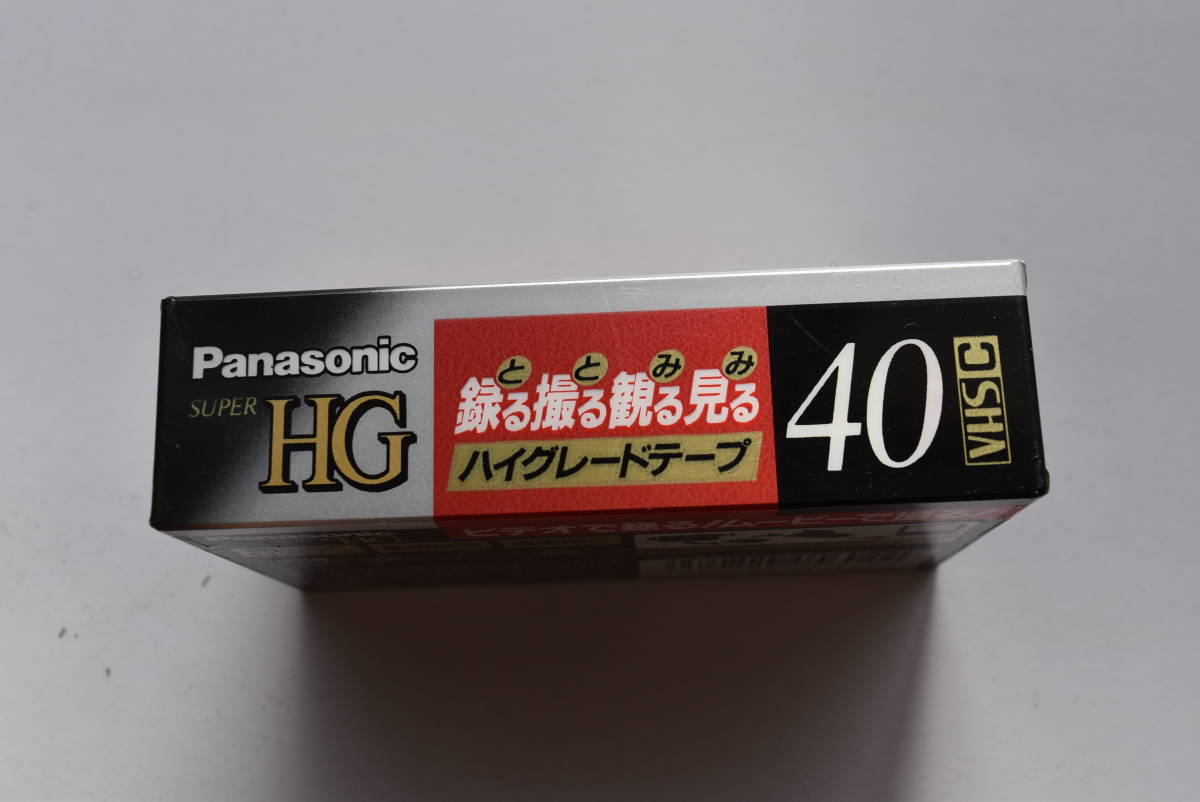 Panasonic
SUPER HG
ととみみ
録る撮る観る見る
ハイグレードテープ
40
VHSC